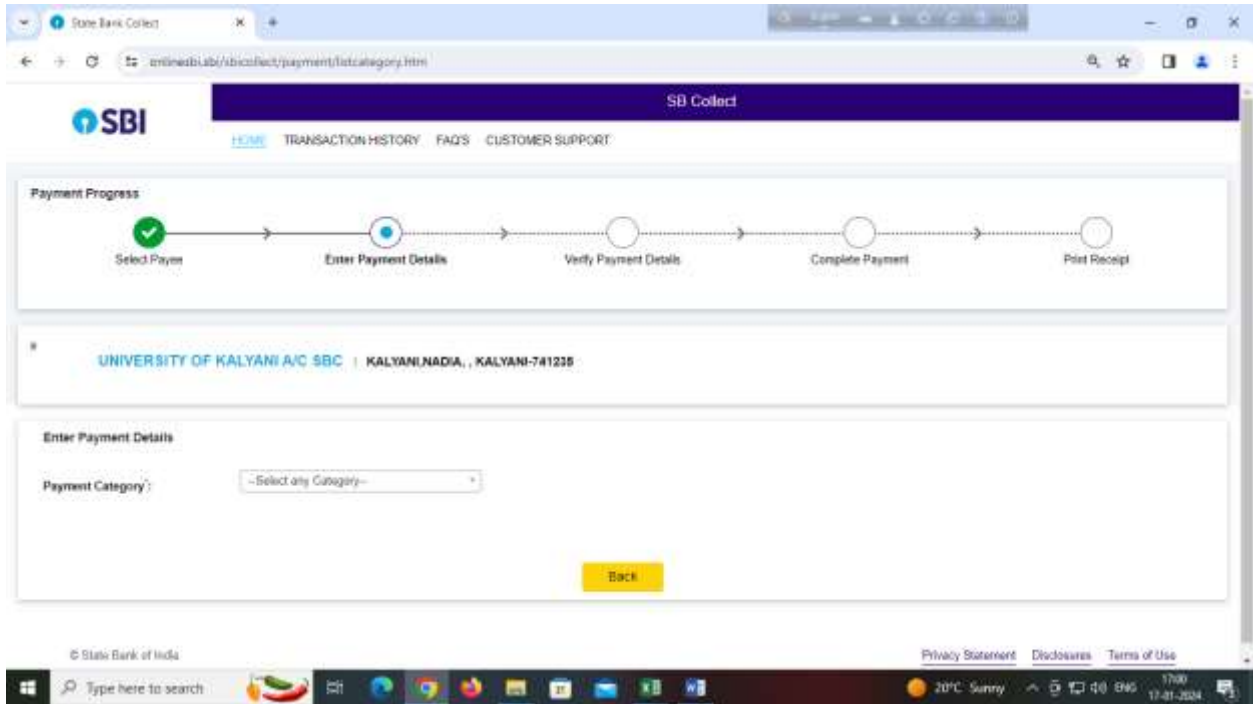 State Bank Collect
onlinesbi.sbi/sbicollect/payment/listcategory.htm
SBI
SB Collect
HOME TRANSACTION HISTORY FAQ'S CUSTOMER SUPPORT
Payment Progress
Select Payee Enter Payment Details Verify Payment Details Complete Payment Print Receipt
UNIVERSITY OF KALYANI A/C SBC | KALYANI,NADIA, , KALYANI-741235
Enter Payment Details
Payment Category*: --Select any Category--
Back
© State Bank of India Privacy Statement Disclosures Terms of Use
Type here to search 20°C Sunny ENG 17:00
17-01-2024